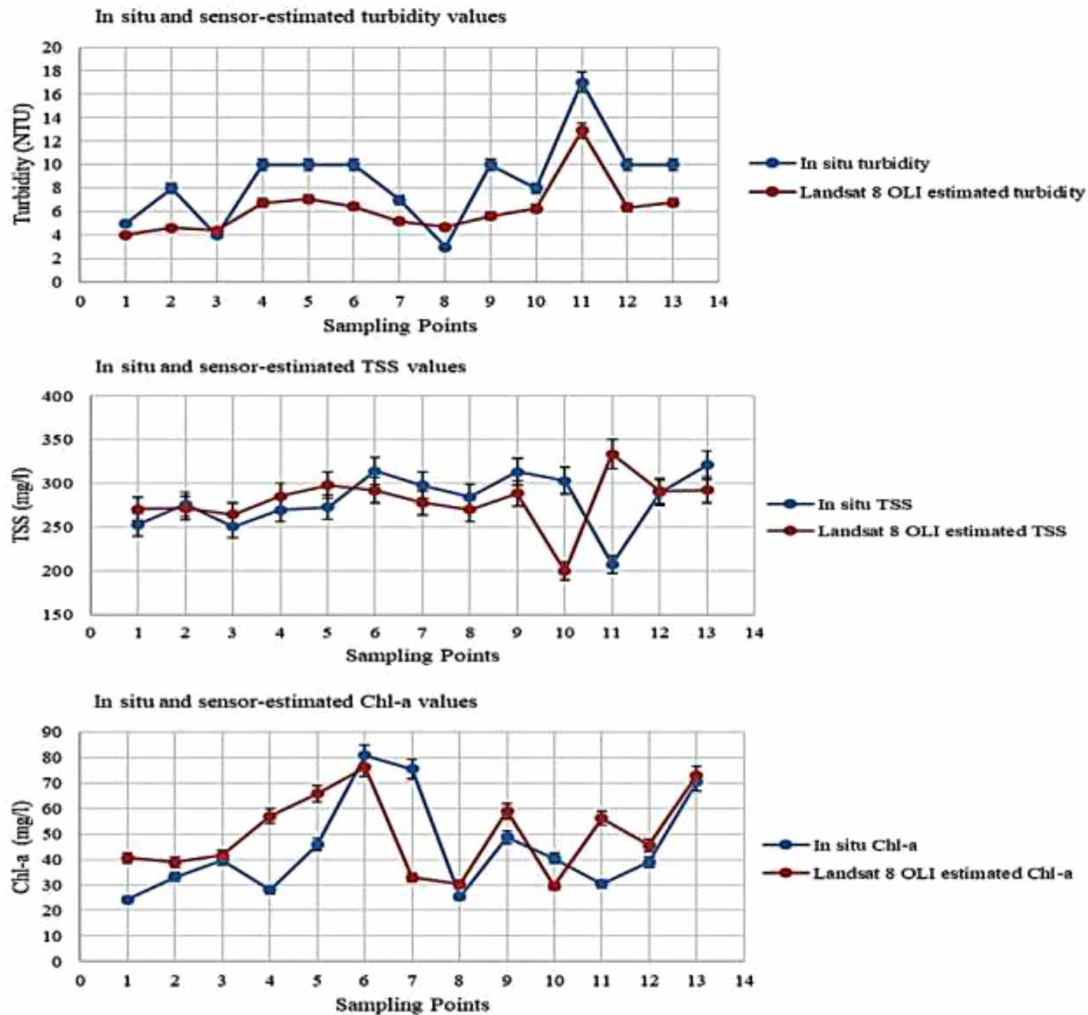 In situ and sensor-estimated turbidity values
20
18
16
14
12
10
8
6
4
2
0
Turbidity (NTU)
0 1 2 3 4 5 6 7 8 9 10 11 12 13 14
Sampling Points
In situ turbidity
Landsat 8 OLI estimated turbidity
In situ and sensor-estimated TSS values
400
350
300
250
200
150
TSS (mg/l)
0 1 2 3 4 5 6 7 8 9 10 11 12 13 14
Sampling Points
In situ TSS
Landsat 8 OLI estimated TSS
In situ and sensor-estimated Chl-a values
90
80
70
60
50
40
30
20
10
0
Chl-a (mg/l)
0 1 2 3 4 5 6 7 8 9 10 11 12 13 14
Sampling Points
In situ Chl-a
Landsat 8 OLI estimated Chl-a